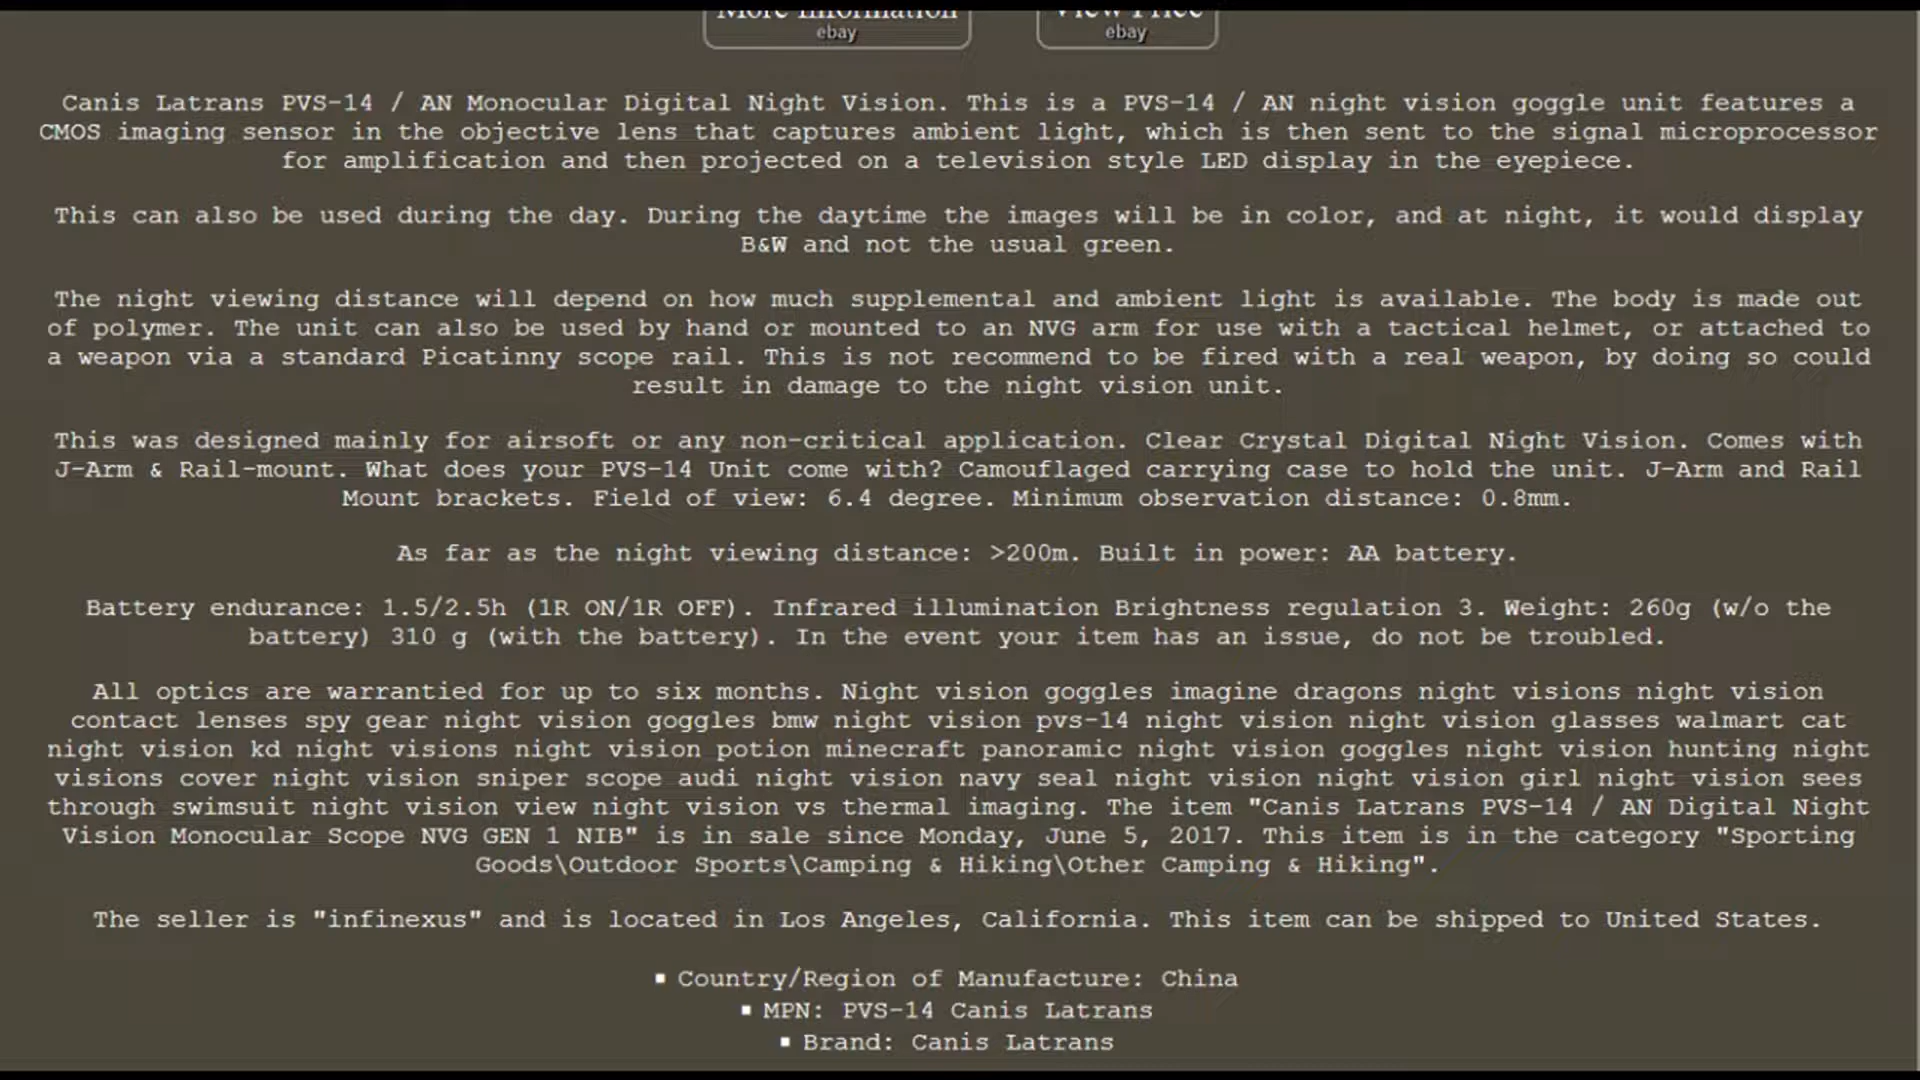 More Information
View Price
ebay
ebay
Canis Latrans PVS-14 / AN Monocular Digital Night Vision. This is a PVS-14 / AN night vision goggle unit features a
CMOS imaging sensor in the objective lens that captures ambient light, which is then sent to the signal microprocessor
for amplification and then projected on a television style LED display in the eyepiece.
This can also be used during the day. During the daytime the images will be in color, and at night, it would display
B&W and not the usual green.
The night viewing distance will depend on how much supplemental and ambient light is available. The body is made out
of polymer. The unit can also be used by hand or mounted to an NVG arm for use with a tactical helmet, or attached to
a weapon via a standard Picatinny scope rail. This is not recommend to be fired with a real weapon, by doing so could
result in damage to the night vision unit.
This was designed mainly for airsoft or any non-critical application. Clear Crystal Digital Night Vision. Comes with
J-Arm & Rail-mount. What does your PVS-14 Unit come with? Camouflaged carrying case to hold the unit. J-Arm and Rail
Mount brackets. Field of view: 6.4 degree. Minimum observation distance: 0.8mm.
As far as the night viewing distance: >200m. Built in power: AA battery.
Battery endurance: 1.5/2.5h (1R ON/1R OFF). Infrared illumination Brightness regulation 3. Weight: 260g (w/o the
battery) 310 g (with the battery). In the event your item has an issue, do not be troubled.
All optics are warrantied for up to six months. Night vision goggles imagine dragons night visions night vision
contact lenses spy gear night vision goggles bmw night vision pvs-14 night vision night vision glasses walmart cat
night vision kd night visions night vision potion minecraft panoramic night vision goggles night vision hunting night
visions cover night vision sniper scope audi night vision navy seal night vision night vision girl night vision sees
through swimsuit night vision view night vision vs thermal imaging. The item "Canis Latrans PVS-14 / AN Digital Night
Vision Monocular Scope NVG GEN 1 NIB" is in sale since Monday, June 5, 2017. This item is in the category "Sporting
Goods\Outdoor Sports\Camping & Hiking\Other Camping & Hiking".
The seller is "infinexus" and is located in Los Angeles, California. This item can be shipped to United States.
▪ Country/Region of Manufacture: China
▪ MPN: PVS-14 Canis Latrans
▪ Brand: Canis Latrans